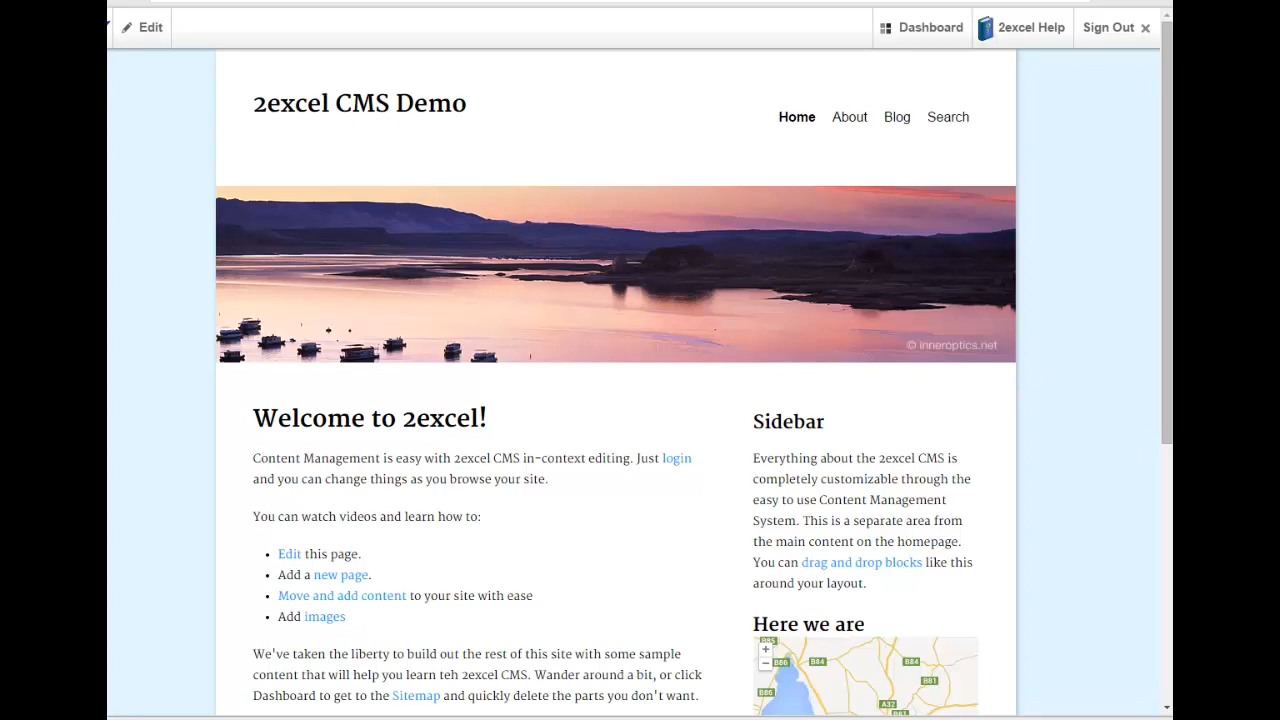 Edit
Dashboard
2excel Help
Sign Out
2excel CMS Demo
Home About Blog Search
© inneroptics.net
Welcome to 2excel!
Content Management is easy with 2excel CMS in-context editing. Just login
and you can change things as you browse your site.
You can watch videos and learn how to:
Edit this page.
Add a new page.
Move and add content to your site with ease
Add images
We've taken the liberty to build out the rest of this site with some sample
content that will help you learn teh 2excel CMS. Wander around a bit, or click
Dashboard to get to the Sitemap and quickly delete the parts you don't want.
Sidebar
Everything about the 2excel CMS is
completely customizable through the
easy to use Content Management
System. This is a separate area from
the main content on the homepage.
You can drag and drop blocks like this
around your layout.
Here we are
B86
B84
B84
B81
B86
A32